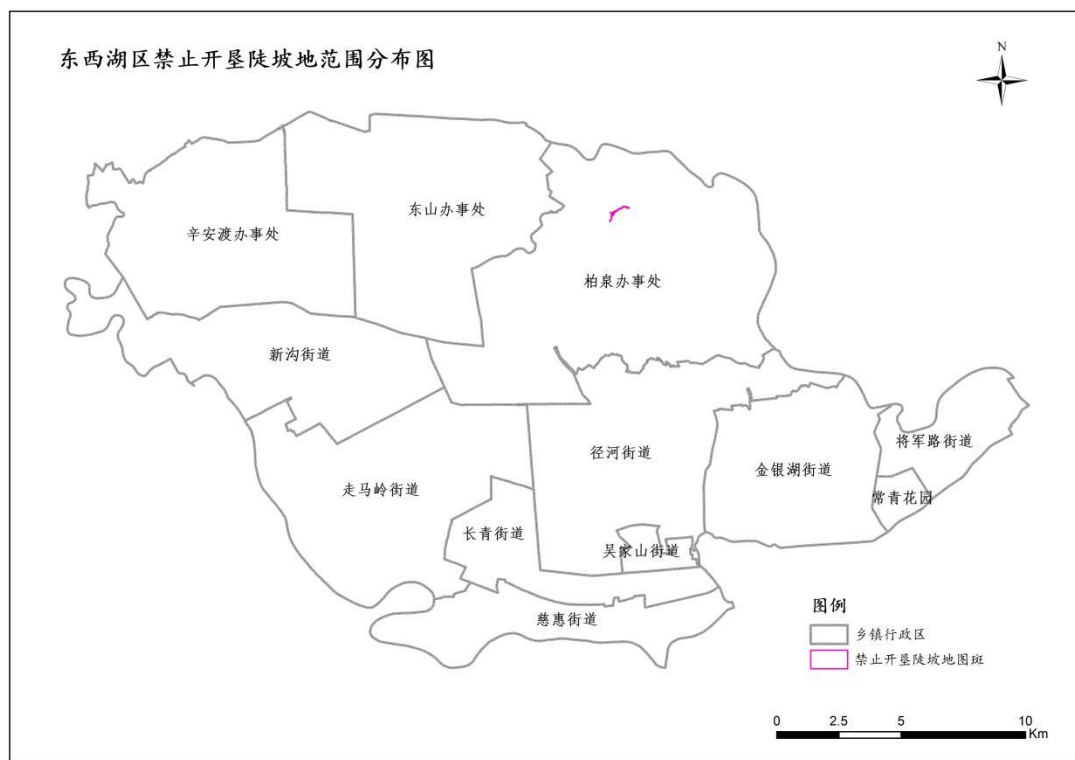 东西湖区禁止开垦陡坡地范围分布图
N
东山办事处
辛安渡办事处
柏泉办事处
新沟街道
将军路街道
径河街道
金银湖街道
走马岭街道
常青花园
长青街道
吴家山街道
慈惠街道
图例
乡镇行政区
禁止开垦陡坡地图斑
0 2.5 5 10
Km